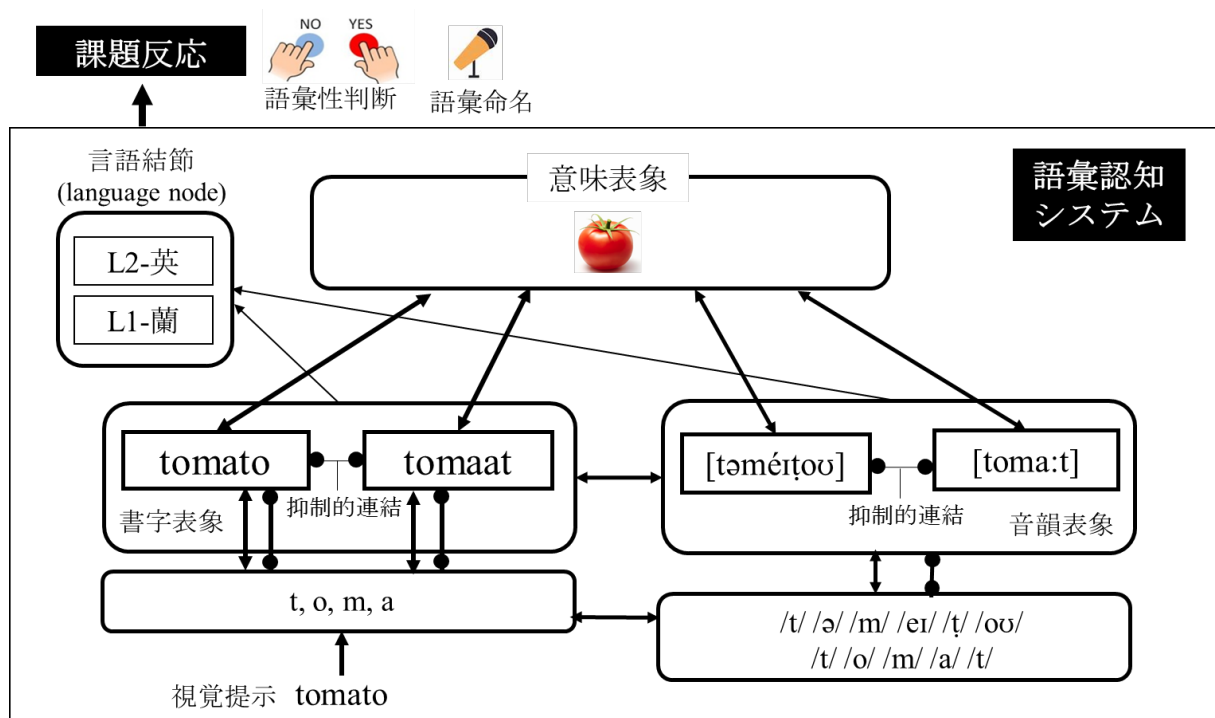 課題反応
NO YES
語彙性判断
語彙命名
言語結節
(language node)
L2-英
L1-蘭
意味表象
語彙認知
システム
tomato
tomaat
抑制的連結
書字表象
[təméɪt̬oʊ]
[toma:t]
抑制的連結
音韻表象
t, o, m, a
/t/ /ə/ /m/ /eɪ/ /t̬/ /oʊ/
/t/ /o/ /m/ /a/ /t/
視覚提示 tomato